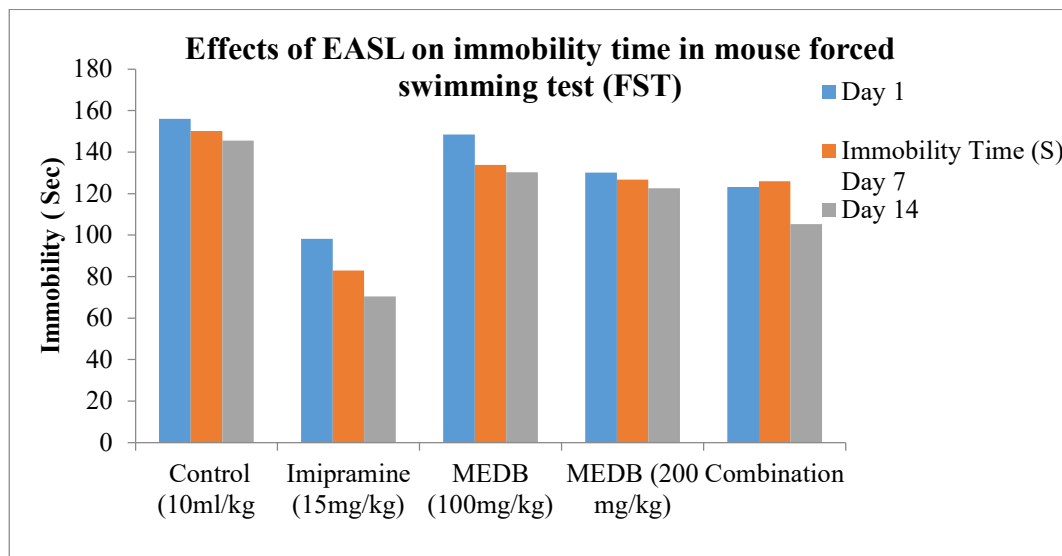 Effects of EASL on immobility time in mouse forced
swimming test (FST)
Immobility ( Sec)
180
160
140
120
100
80
60
40
20
0
Control
(10ml/kg
Imipramine
(15mg/kg)
MEDB
(100mg/kg)
MEDB (200
mg/kg)
Combination
Day 1
Immobility Time (S)
Day 7
Day 14